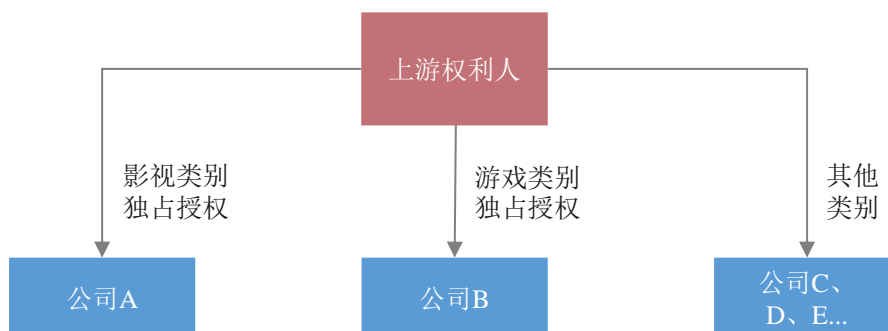 上游权利人
影视类别
独占授权
游戏类别
独占授权
其他
类别
公司A
公司B
公司C、
D、E...